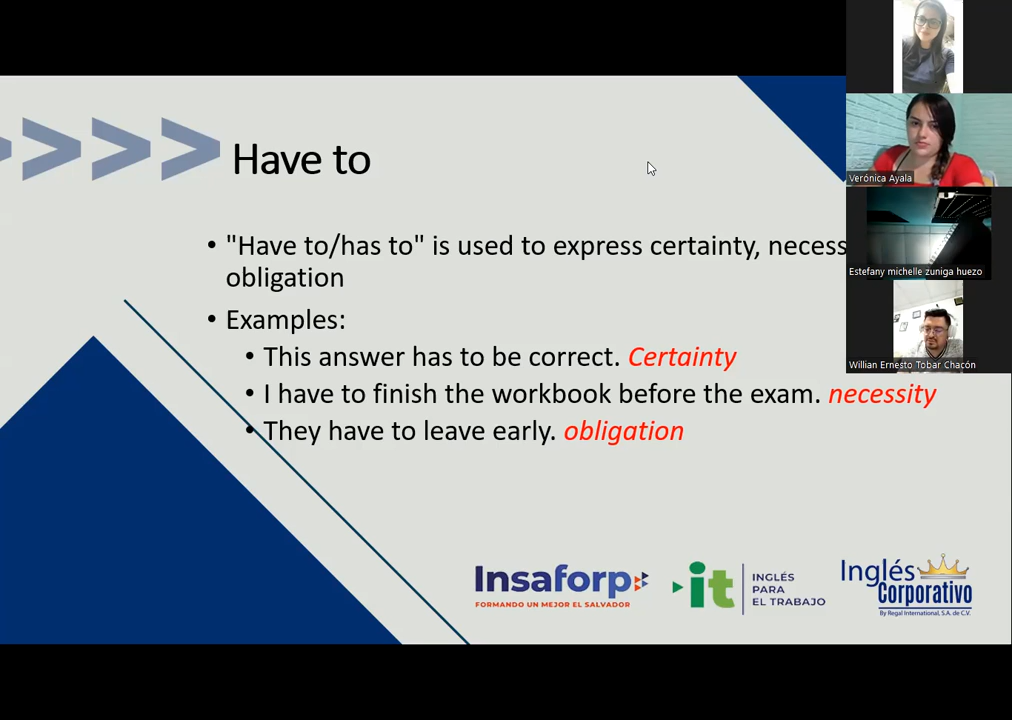 Have to
• "Have to/has to" is used to express certainty, necess
obligation
• Examples:
• This answer has to be correct. Certainty
• I have to finish the workbook before the exam. necessity
• They have to leave early. obligation
Verónica Ayala
Estefany michelle zuniga huezo
Willian Ernesto Tobar Chacón
Insaforp
FORMANDO UN MEJOR EL SALVADOR
it
INGLÉS
PARA
EL TRABAJO
Inglés
Corporativo
By Regal International, S.A. de C.V.